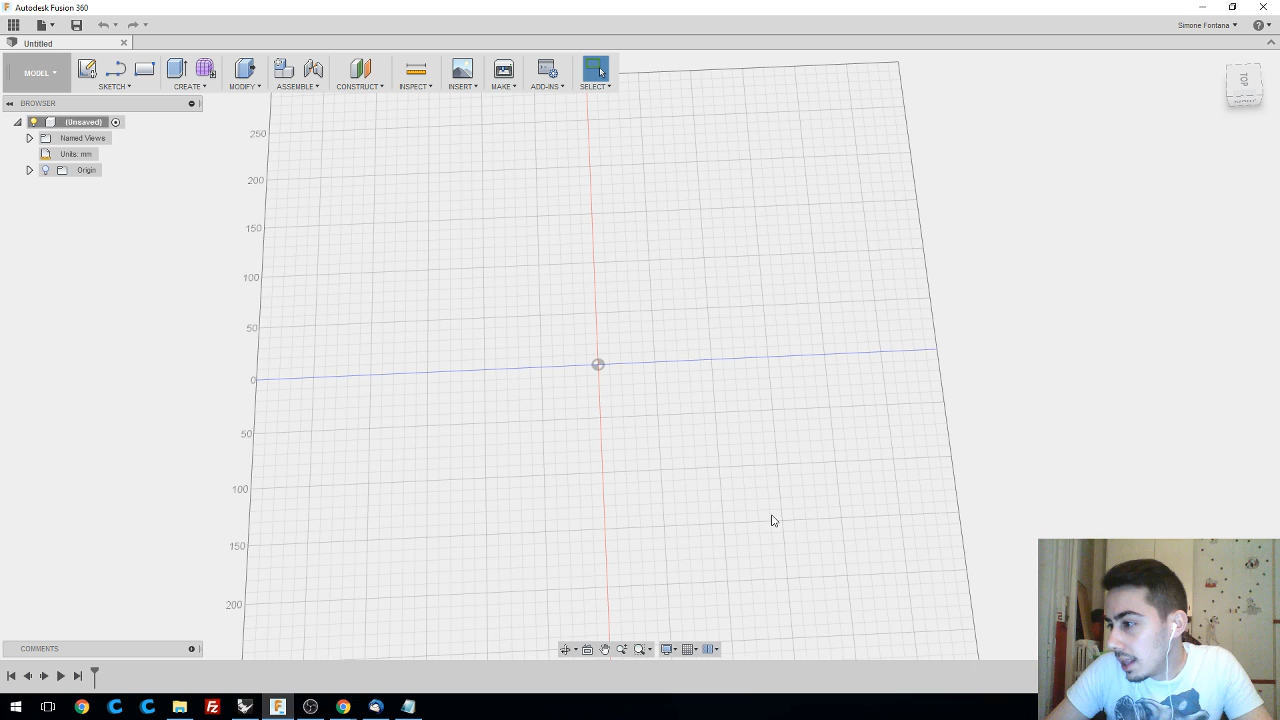 Autodesk Fusion 360
Simone Fontana
Untitled
MODEL
SKETCH
CREATE
MODIFY
ASSEMBLE
CONSTRUCT
INSPECT
INSERT
MAKE
ADD-INS
SELECT
BROWSER
(Unsaved)
Named Views
Units: mm
Origin
250
200
150
100
50
0
50
100
150
200
COMMENTS